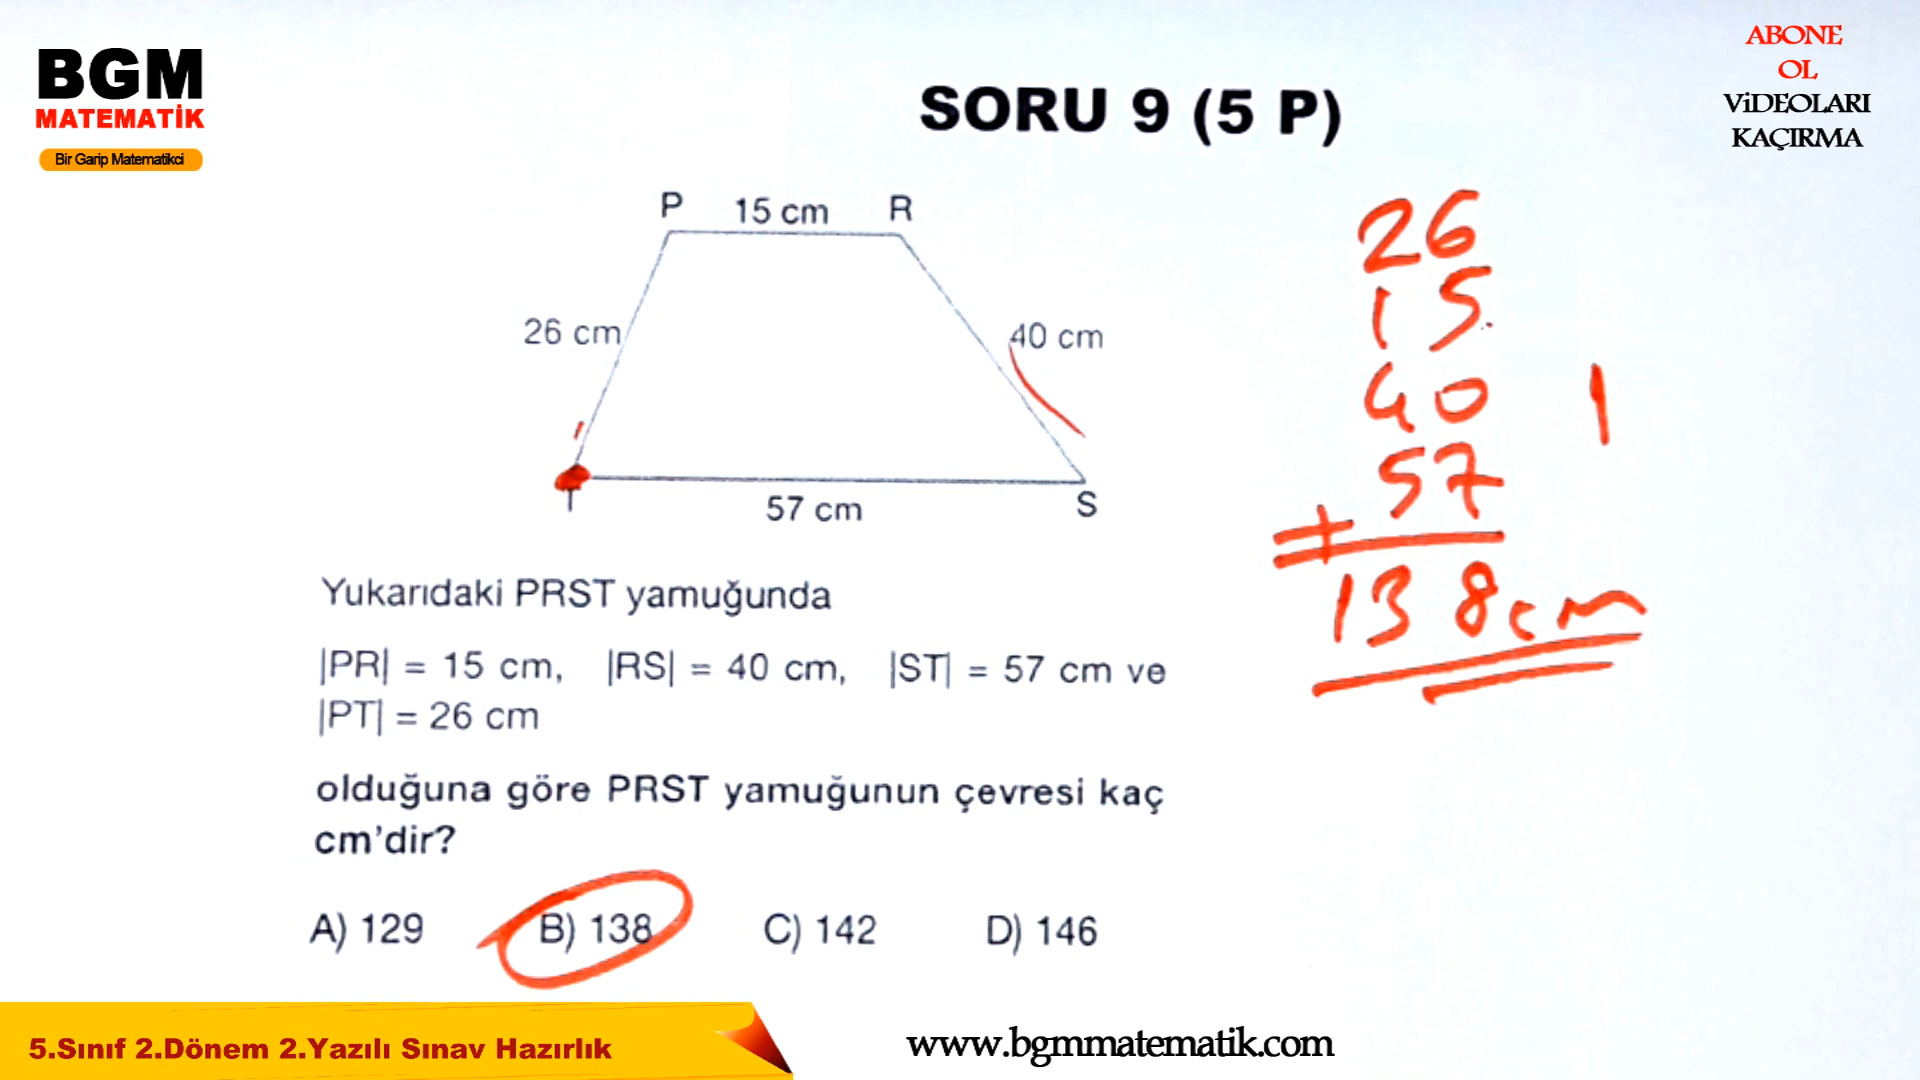 BGM
MATEMATİK
Bir Garip Matematikci
SORU 9 (5 P)
ABONE
OL
ViDEOLARI
KAÇIRMA
P 15 cm R
26 cm
40 cm
T
57 cm
S
26
15
40
1
57
+
138cm
Yukarıdaki PRST yamuğunda
|PR| = 15 cm, |RS| = 40 cm, |ST| = 57 cm ve
|PT| = 26 cm
olduğuna göre PRST yamuğunun çevresi kaç
cm'dir?
A) 129 B) 138 C) 142 D) 146
5.Sınıf 2.Dönem 2.Yazılı Sınav Hazırlık
www.bgmmatematik.com